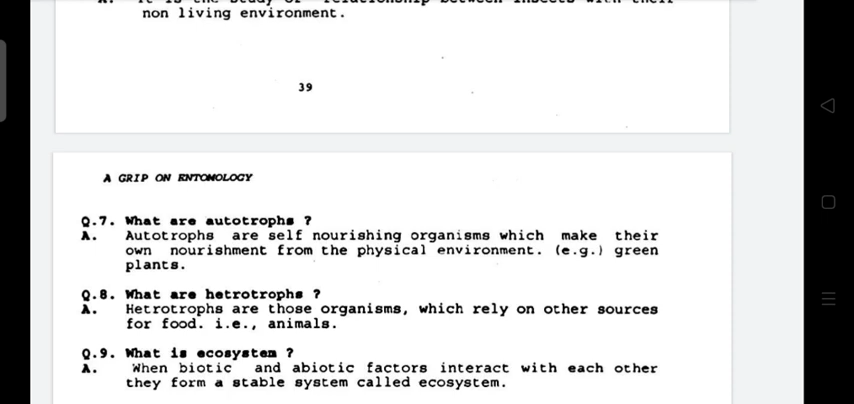 non living environment.
39
A GRIP ON ENTOMOLOGY
Q.7. What are autotrophs ?
A. Autotrophs are self nourishing organisms which make their
own nourishment from the physical environment. (e.g.) green
plants.
Q.8. What are hetrotrophs ?
A. Hetrotrophs are those organisms, which rely on other sources
for food. i.e., animals.
Q.9. What is ecosystem ?
A. When biotic and abiotic factors interact with each other
they form a stable system called ecosystem.